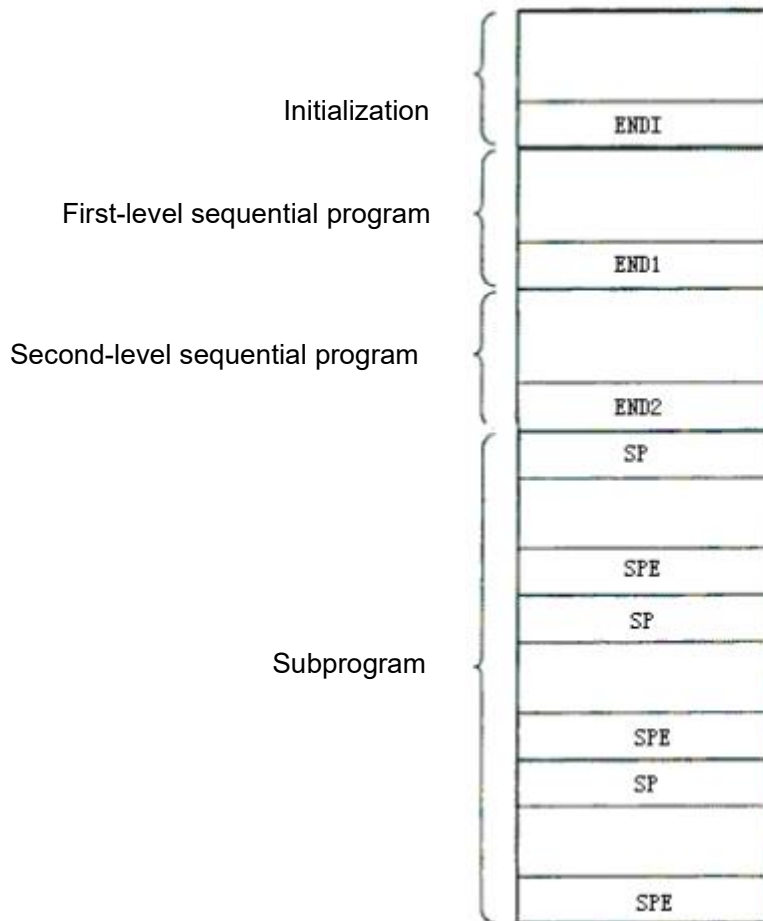 Initialization
ENDI
First-level sequential program
END1
Second-level sequential program
END2
SP
SPE
SP
Subprogram
SPE
SP
SPE